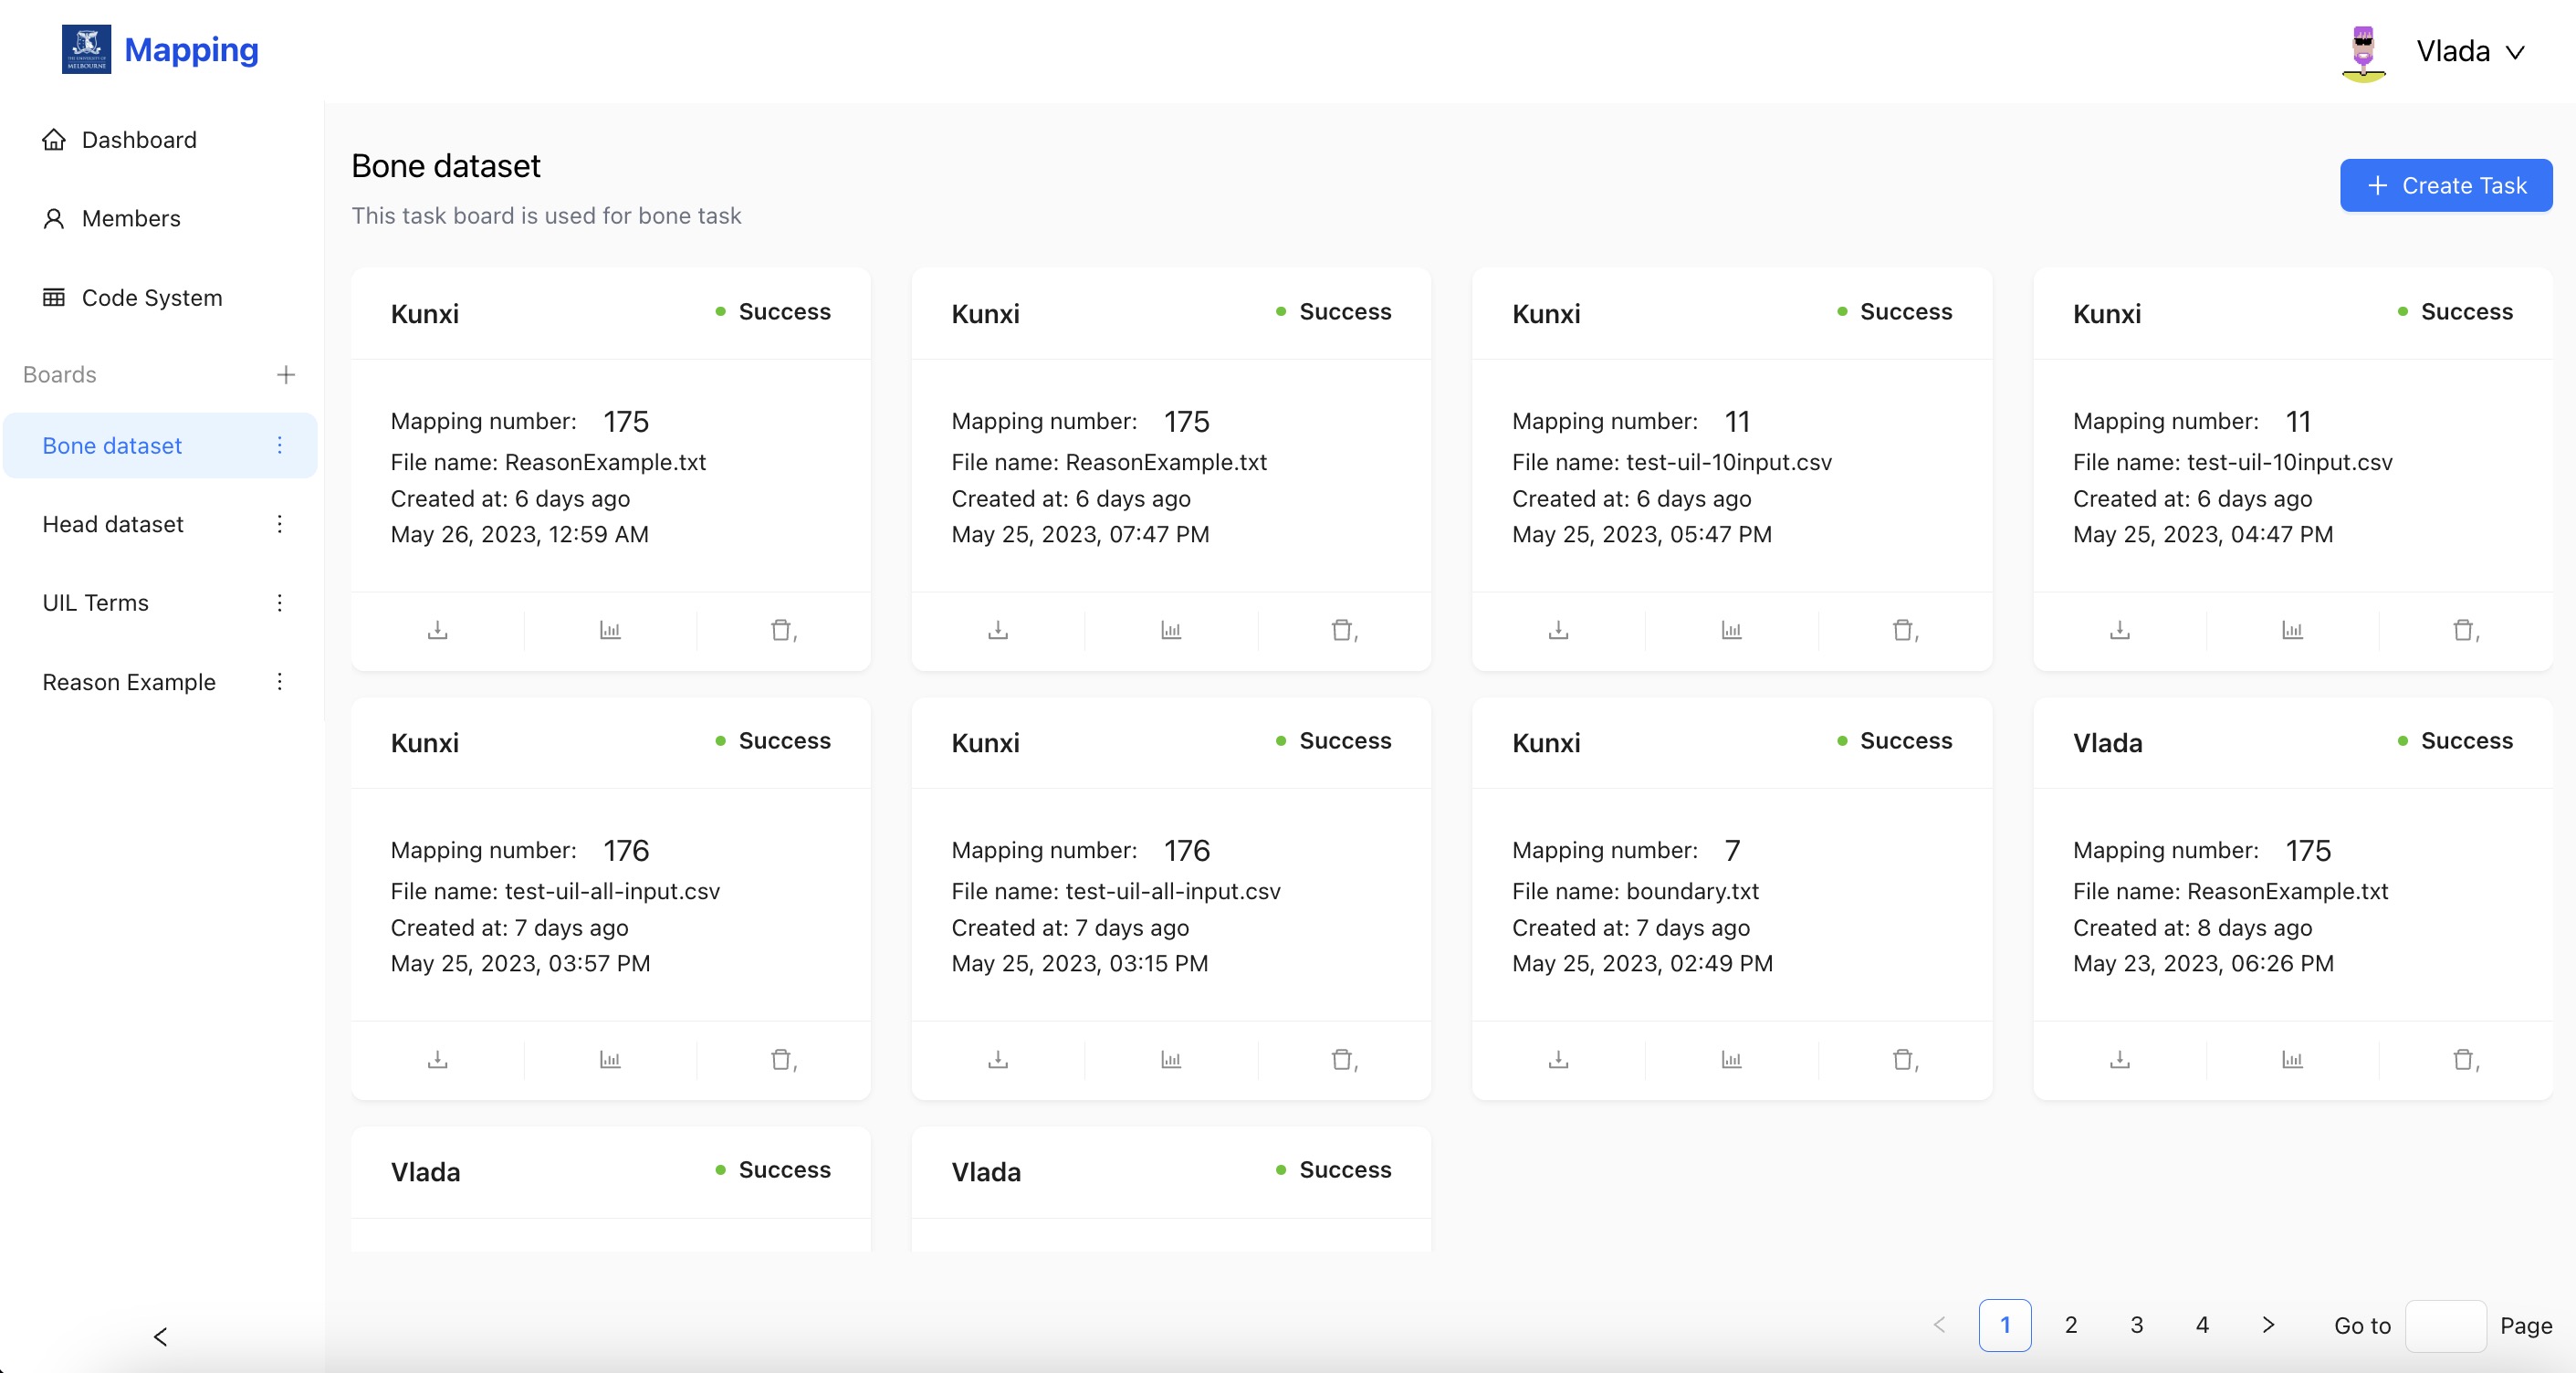 Mapping
Vlada
Dashboard
Members
Code System
Boards
Bone dataset
Head dataset
UIL Terms
Reason Example
Bone dataset
This task board is used for bone task
Create Task
Kunxi Success
Mapping number: 175
File name: ReasonExample.txt
Created at: 6 days ago
May 26, 2023, 12:59 AM
,
Kunxi Success
Mapping number: 175
File name: ReasonExample.txt
Created at: 6 days ago
May 25, 2023, 07:47 PM
,
Kunxi Success
Mapping number: 11
File name: test-uil-10input.csv
Created at: 6 days ago
May 25, 2023, 05:47 PM
,
Kunxi Success
Mapping number: 11
File name: test-uil-10input.csv
Created at: 6 days ago
May 25, 2023, 04:47 PM
,
Kunxi Success
Mapping number: 176
File name: test-uil-all-input.csv
Created at: 7 days ago
May 25, 2023, 03:57 PM
,
Kunxi Success
Mapping number: 176
File name: test-uil-all-input.csv
Created at: 7 days ago
May 25, 2023, 03:15 PM
,
Kunxi Success
Mapping number: 7
File name: boundary.txt
Created at: 7 days ago
May 25, 2023, 02:49 PM
,
Vlada Success
Mapping number: 175
File name: ReasonExample.txt
Created at: 8 days ago
May 23, 2023, 06:26 PM
,
Vlada Success
Vlada Success
1 2 3 4 Go to Page